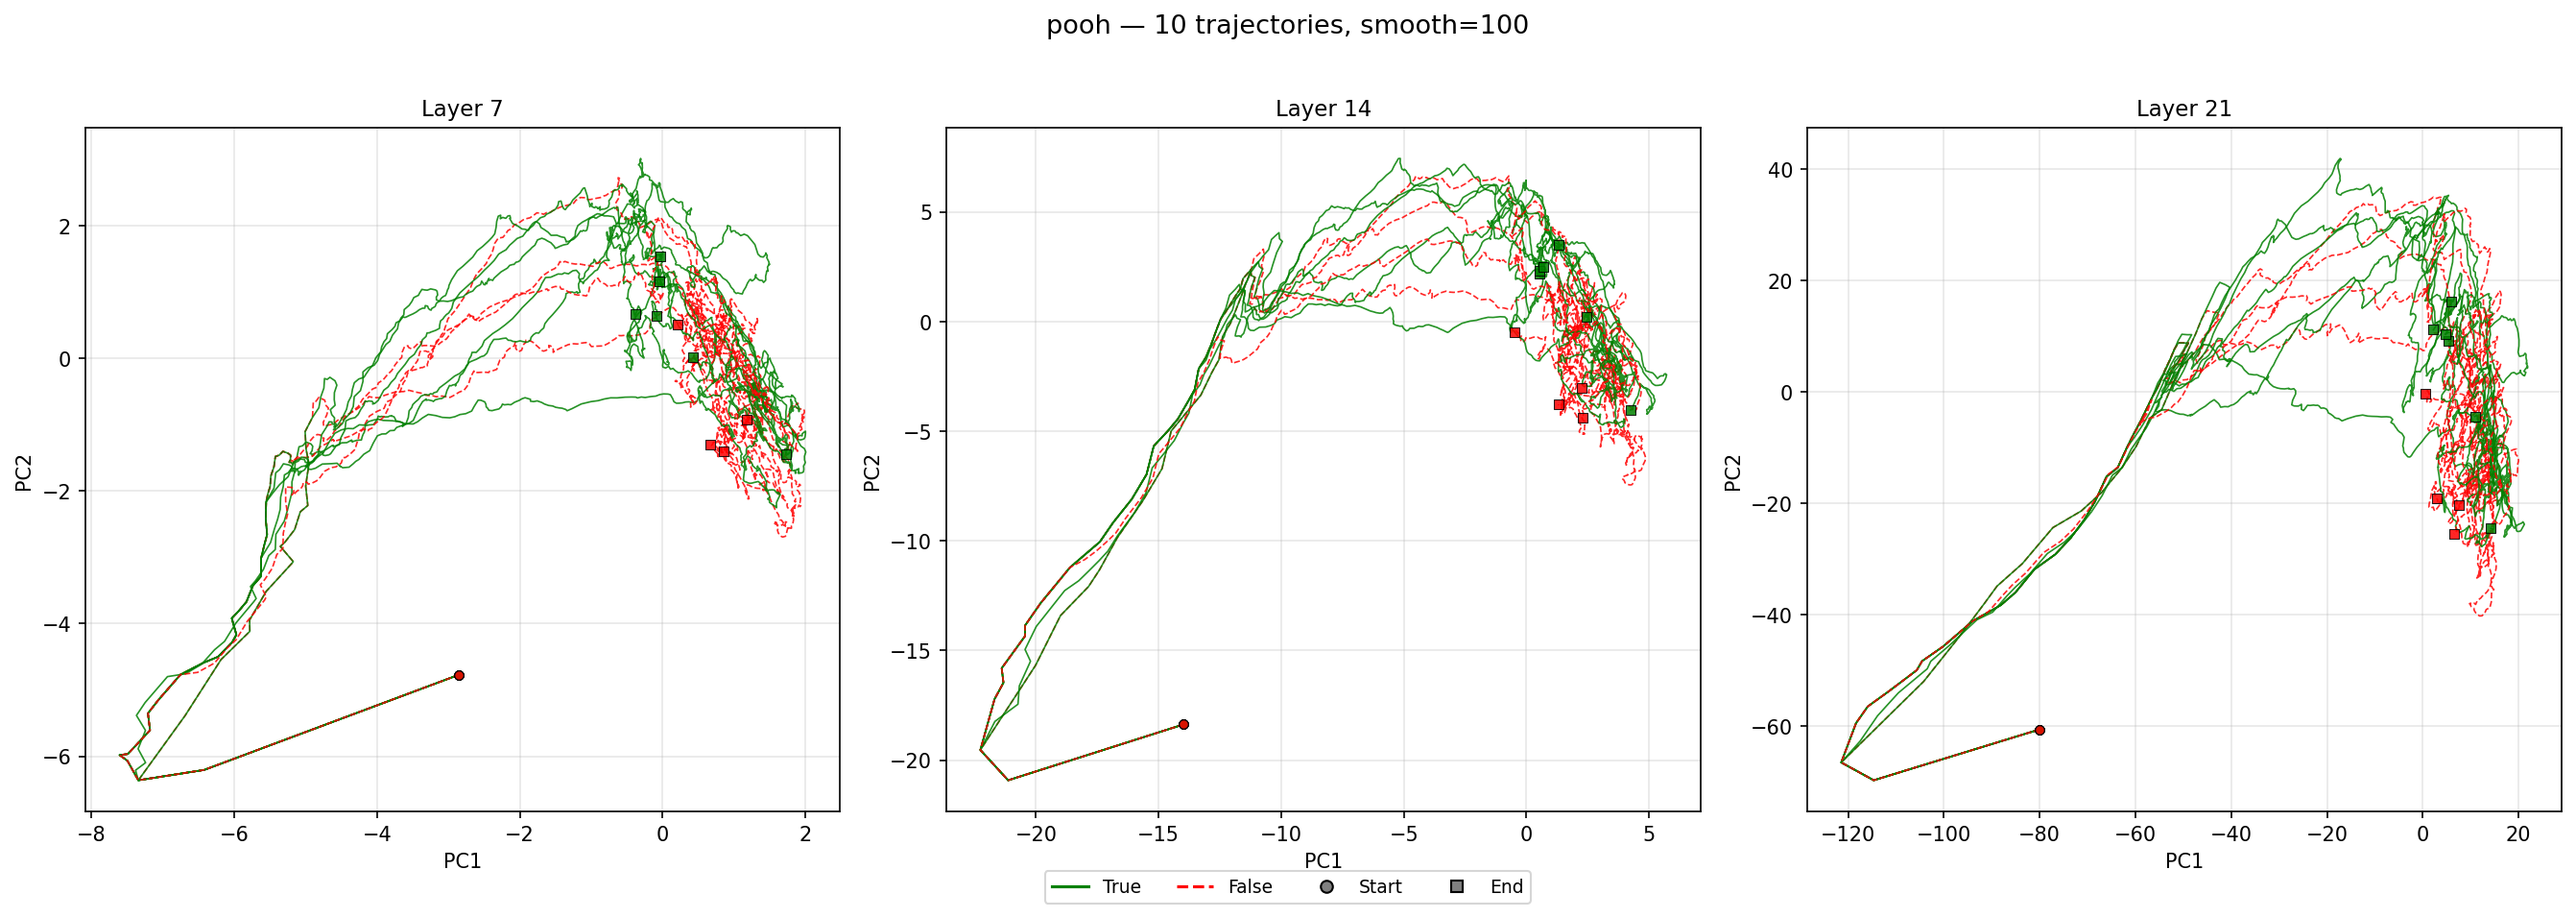 pooh — 10 trajectories, smooth=100
Layer 7
PC2
2
0
−2
−4
−6
−8
−6
−4
−2
0
2
PC1
Layer 14
PC2
5
0
−5
−10
−15
−20
−20
−15
−10
−5
0
5
PC1
Layer 21
PC2
40
20
0
−20
−40
−60
−120
−100
−80
−60
−40
−20
0
20
PC1
True
False
Start
End